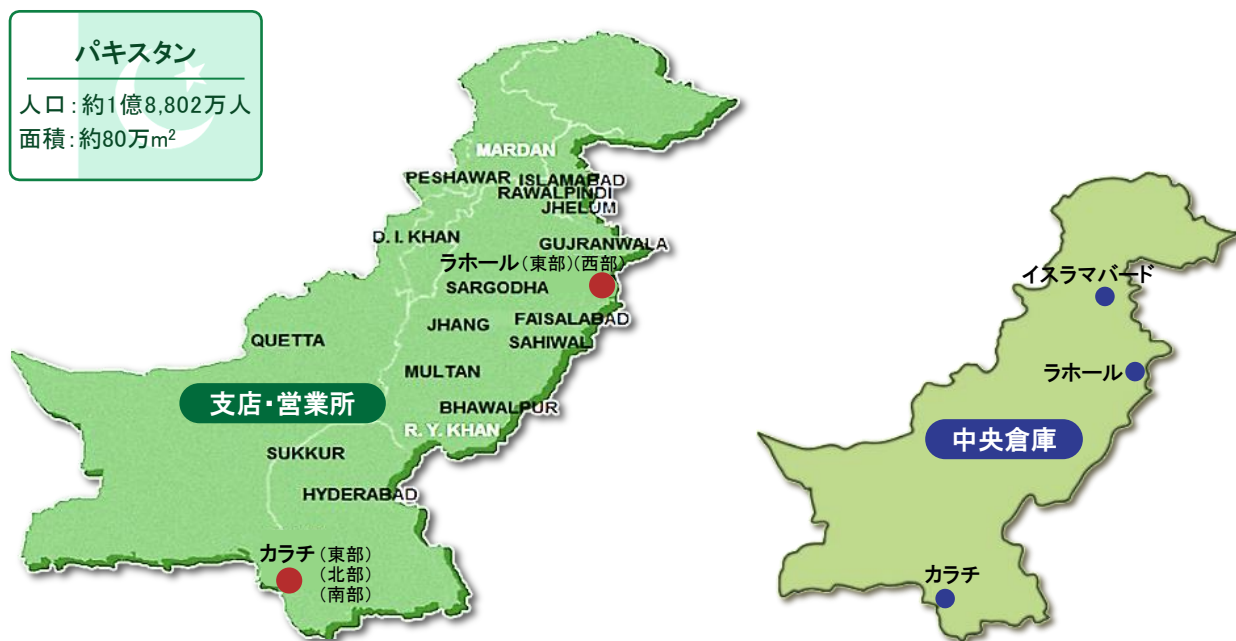 パキスタン
人口：約1億8,802万人
面積：約80万m²
MARDAN
PESHAWAR
ISLAMABAD
RAWALPINDI
JHELUM
D. I. KHAN
GUJRANWALA
ラホール（東部）（西部）
SARGODHA
JHANG
FAISALABAD
SAHIWAL
QUETTA
MULTAN
支店・営業所
BHAWALPUR
R. Y. KHAN
SUKKUR
HYDERABAD
カラチ（東部）
（北部）
（南部）
イスラマバード
ラホール
中央倉庫
カラチ